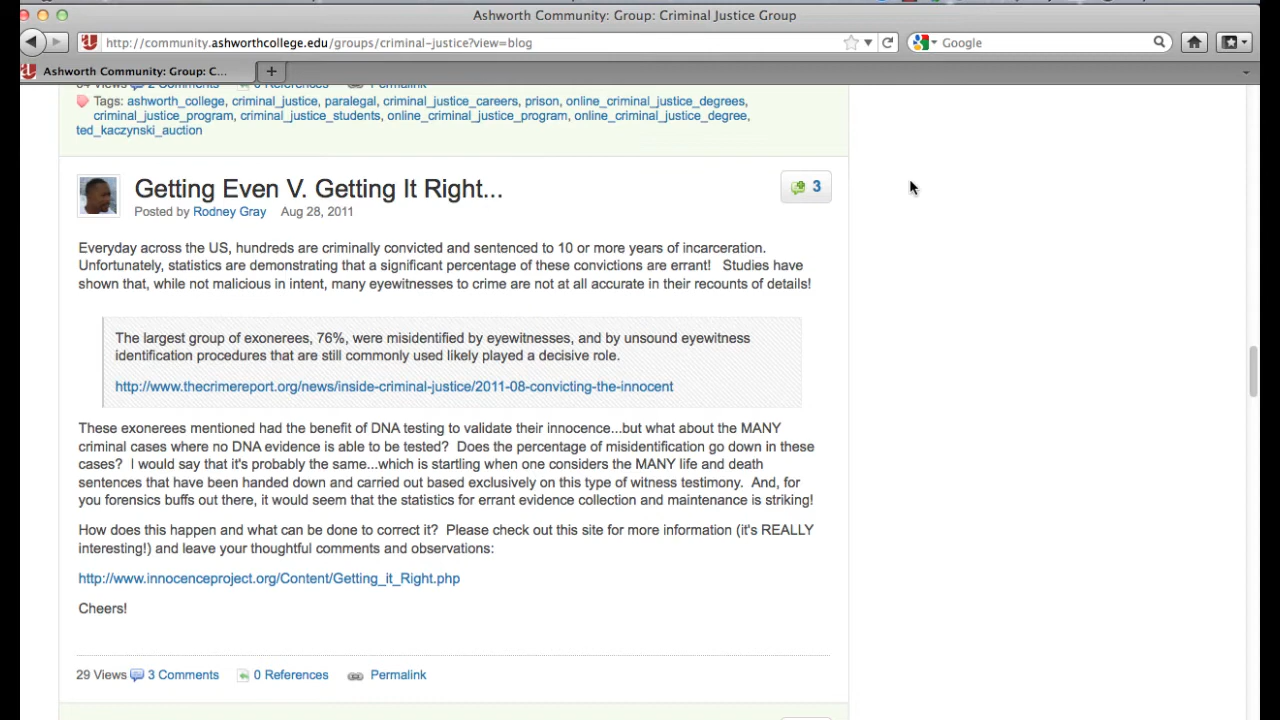 Ashworth Community: Group: Criminal Justice Group
http://community.ashworthcollege.edu/groups/criminal-justice?view=blog
Google
Ashworth Community: Group: C...
Views 2 Comments 0 References Permalink
Tags: ashworth_college, criminal_justice, paralegal, criminal_justice_careers, prison, online_criminal_justice_degrees,
criminal_justice_program, criminal_justice_students, online_criminal_justice_program, online_criminal_justice_degree,
ted_kaczynski_auction
Getting Even V. Getting It Right...
3
Posted by Rodney Gray Aug 28, 2011
Everyday across the US, hundreds are criminally convicted and sentenced to 10 or more years of incarceration.
Unfortunately, statistics are demonstrating that a significant percentage of these convictions are errant! Studies have
shown that, while not malicious in intent, many eyewitnesses to crime are not at all accurate in their recounts of details!
The largest group of exonerees, 76%, were misidentified by eyewitnesses, and by unsound eyewitness
identification procedures that are still commonly used likely played a decisive role.
http://www.thecrimereport.org/news/inside-criminal-justice/2011-08-convicting-the-innocent
These exonerees mentioned had the benefit of DNA testing to validate their innocence...but what about the MANY
criminal cases where no DNA evidence is able to be tested? Does the percentage of misidentification go down in these
cases? I would say that it's probably the same...which is startling when one considers the MANY life and death
sentences that have been handed down and carried out based exclusively on this type of witness testimony. And, for
you forensics buffs out there, it would seem that the statistics for errant evidence collection and maintenance is striking!
How does this happen and what can be done to correct it? Please check out this site for more information (it's REALLY
interesting!) and leave your thoughtful comments and observations:
http://www.innocenceproject.org/Content/Getting_it_Right.php
Cheers!
29 Views 3 Comments 0 References Permalink